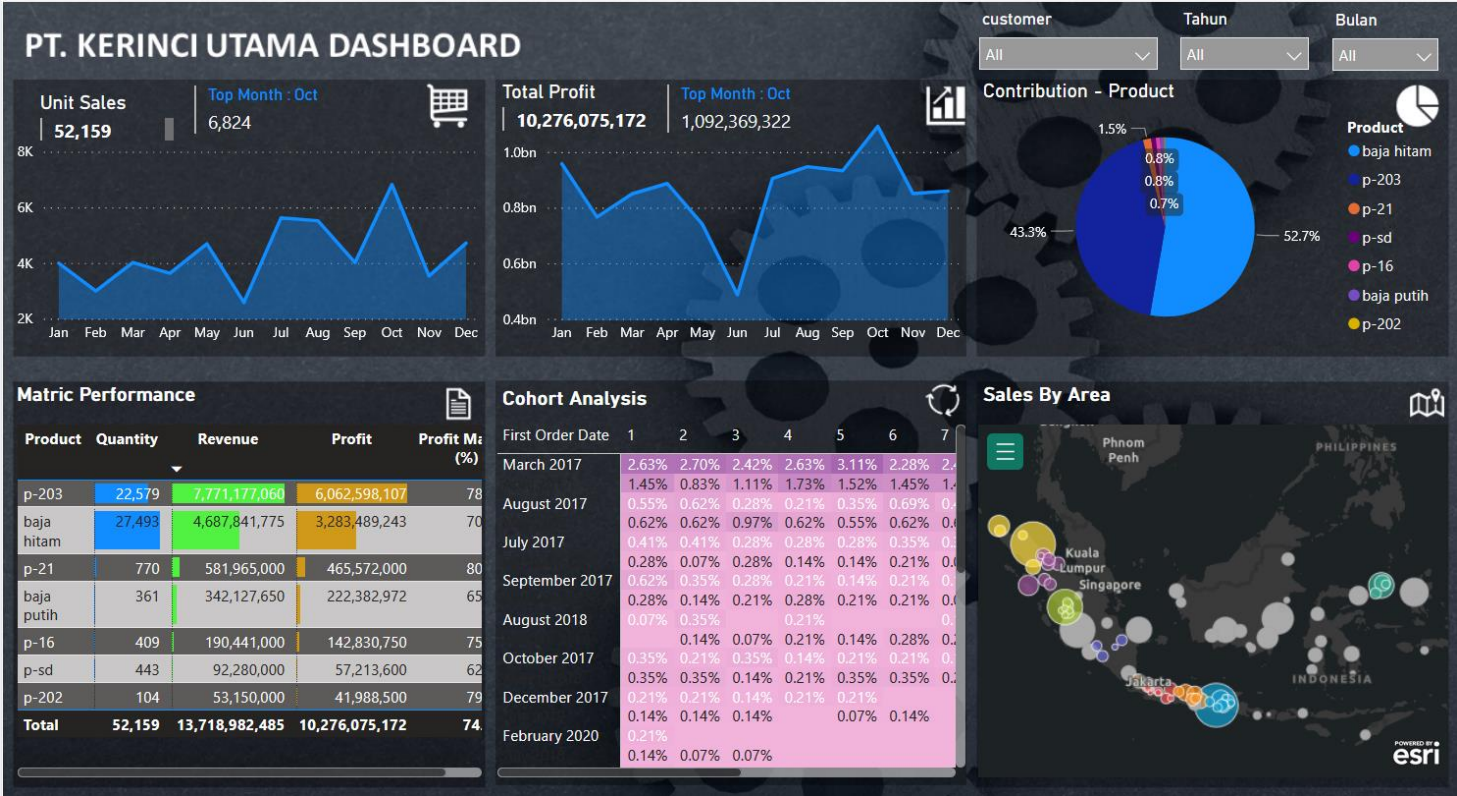 PT. KERINCI UTAMA DASHBOARD
customer Tahun Bulan
All All All
Unit Sales
52,159
Top Month : Oct
6,824
8K
6K
4K
2K
Jan Feb Mar Apr May Jun Jul Aug Sep Oct Nov Dec
Total Profit
10,276,075,172
Top Month : Oct
1,092,369,322
1.0bn
0.8bn
0.6bn
0.4bn
Jan Feb Mar Apr May Jun Jul Aug Sep Oct Nov Dec
Contribution - Product
1.5%
0.8%
0.8%
0.7%
43.3%
52.7%
Product
baja hitam
p-203
p-21
p-sd
p-16
baja putih
p-202
Matric Performance
Product Quantity Revenue Profit Profit Ma
(%)
p-203 22,579 7,771,177,060 6,062,598,107 78
baja 27,493 4,687,841,775 3,283,489,243 70
hitam
p-21 770 581,965,000 465,572,000 80
baja 361 342,127,650 222,382,972 65
putih
p-16 409 190,441,000 142,830,750 75
p-sd 443 92,280,000 57,213,600 62
p-202 104 53,150,000 41,988,500 79
Total 52,159 13,718,982,485 10,276,075,172 74.
Cohort Analysis
First Order Date 1 2 3 4 5 6 7
March 2017 2.63% 2.70% 2.42% 2.63% 3.11% 2.28% 2.
1.45% 0.83% 1.11% 1.73% 1.52% 1.45% 1.
August 2017 0.55% 0.62% 0.28% 0.21% 0.35% 0.69% 0.
0.62% 0.62% 0.97% 0.62% 0.55% 0.62% 0.
July 2017 0.41% 0.41% 0.28% 0.28% 0.28% 0.35% 0.
0.28% 0.07% 0.28% 0.14% 0.14% 0.21% 0.
September 2017 0.62% 0.35% 0.28% 0.21% 0.14% 0.21% 0.
0.28% 0.14% 0.21% 0.28% 0.21% 0.21% 0.
August 2018 0.07% 0.35% 0.21% 0.
0.14% 0.07% 0.21% 0.14% 0.28% 0.
October 2017 0.35% 0.21% 0.35% 0.14% 0.21% 0.21% 0.
0.35% 0.35% 0.14% 0.21% 0.35% 0.35% 0.
December 2017 0.21% 0.21% 0.14% 0.21% 0.21%
0.14% 0.14% 0.14% 0.07% 0.14%
February 2020 0.21%
0.14% 0.07% 0.07%
Sales By Area
Phnom
Penh
PHILIPPINES
Kuala
Lumpur
Singapore
Jakarta
INDONESIA
POWERED BY
esri